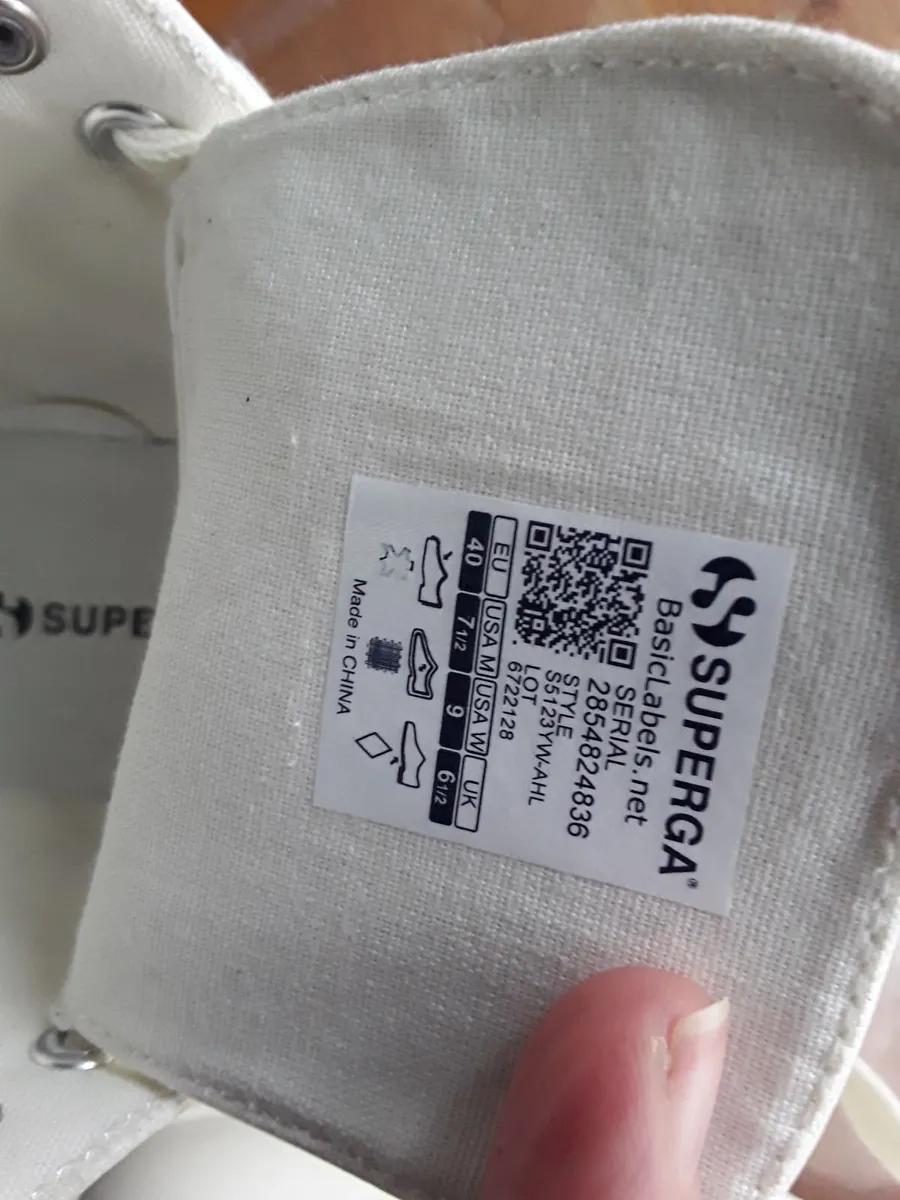 SUPERGA®
BasicLabels.net
SERIAL
2854824836
STYLE
S5123YW-AHL
LOT
6722128
EU USA M USA W UK
40 7 1/2 9 6 1/2
Made in CHINA
SUPE